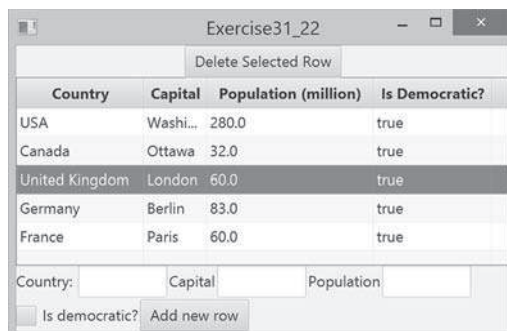 Exercise31_22
Delete Selected Row
Country Capital Population (million) Is Democratic?
USA Washi... 280.0 true
Canada Ottawa 32.0 true
United Kingdom London 60.0 true
Germany Berlin 83.0 true
France Paris 60.0 true
Country: Capital Population
Is democratic? Add new row